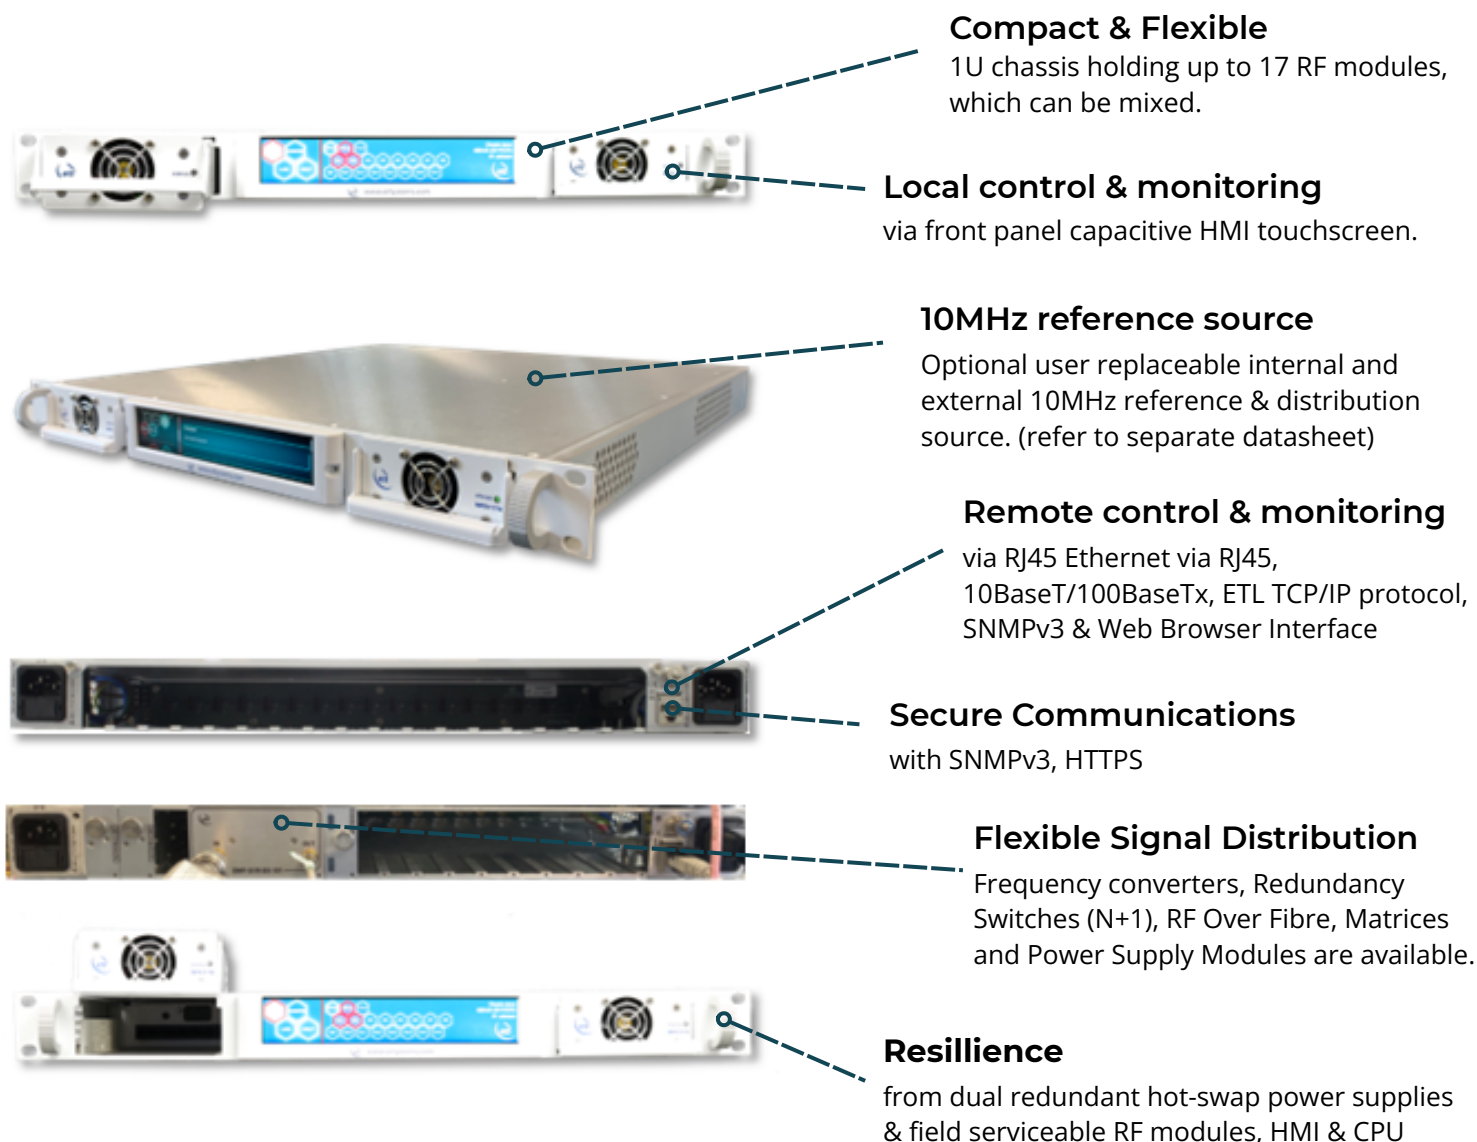 Compact & Flexible
1U chassis holding up to 17 RF modules,
which can be mixed.
Local control & monitoring
via front panel capacitive HMI touchscreen.
10MHz reference source
Optional user replaceable internal and
external 10MHz reference & distribution
source. (refer to separate datasheet)
Remote control & monitoring
via RJ45 Ethernet via RJ45,
10BaseT/100BaseTx, ETL TCP/IP protocol,
SNMPv3 & Web Browser Interface
Secure Communications
with SNMPv3, HTTPS
Flexible Signal Distribution
Frequency converters, Redundancy
Switches (N+1), RF Over Fibre, Matrices
and Power Supply Modules are available.
Resillience
from dual redundant hot-swap power supplies
& field serviceable RF modules, HMI & CPU